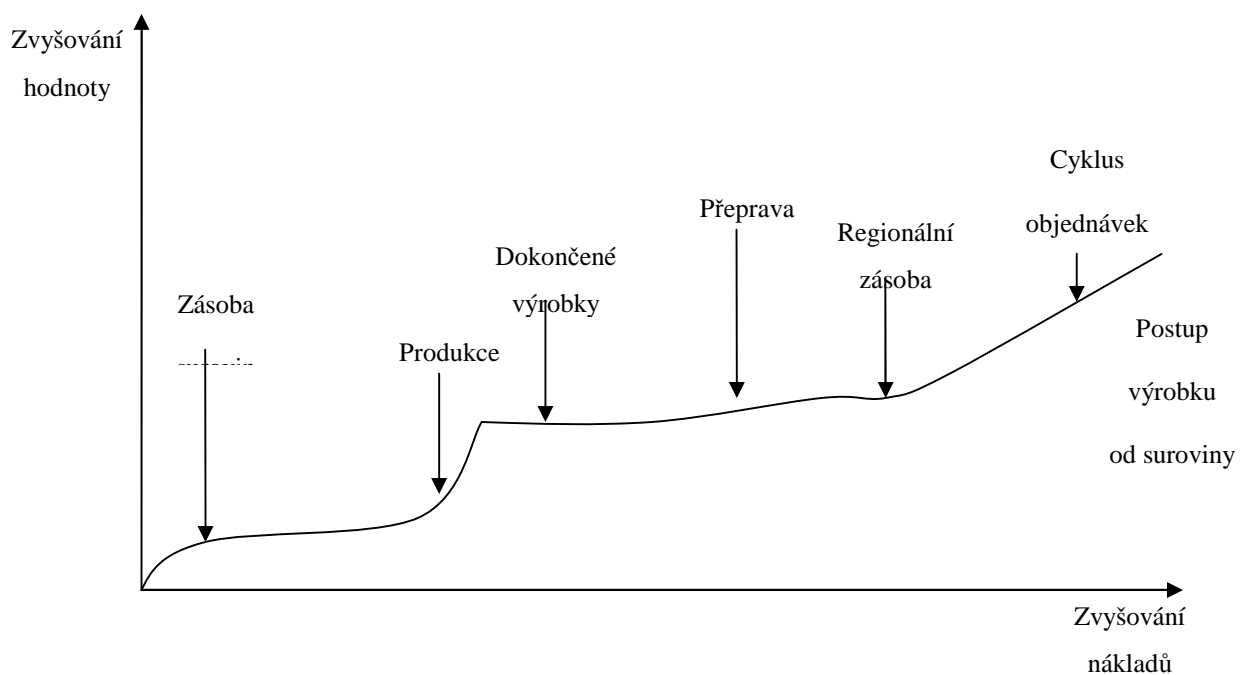 Zvyšování
hodnoty
Cyklus
objednávek
Přeprava
Regionální
zásoba
Dokončené
výrobky
Zásoba
Produkce
Postup
výrobku
od suroviny
Zvyšování
nákladů